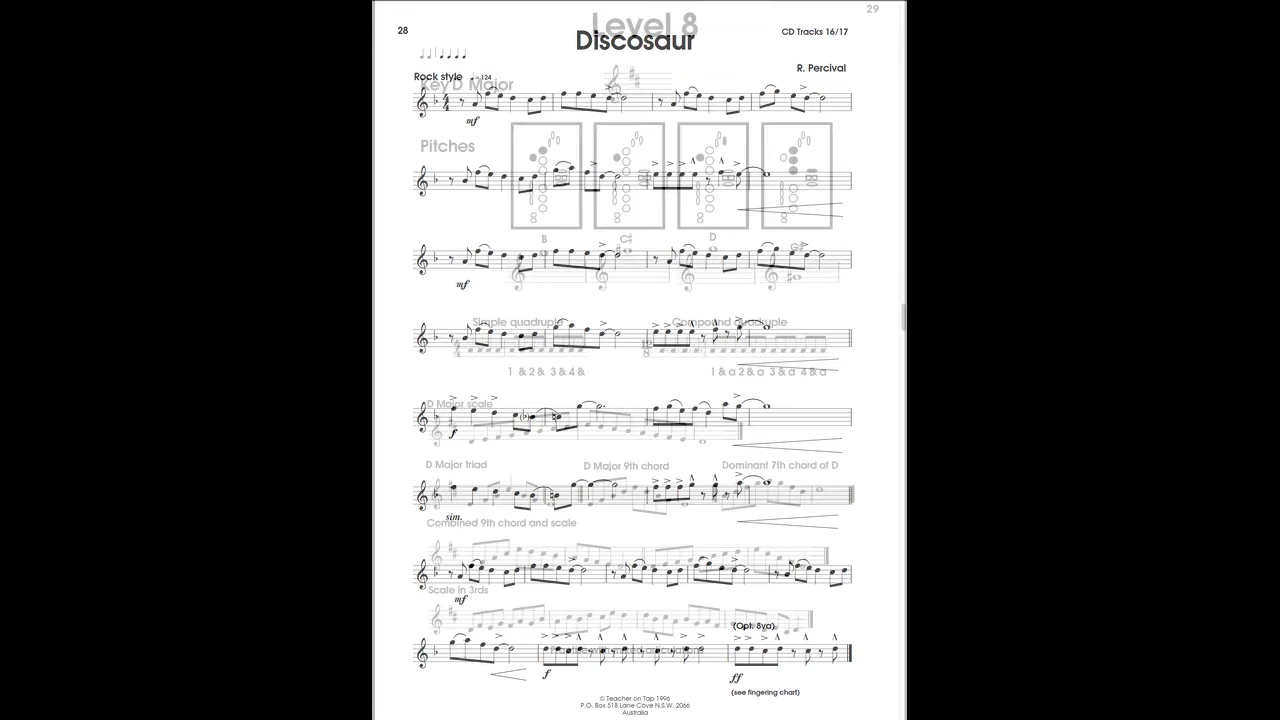 29
Level 8
28
Discosaur
CD Tracks 16/17
Rock style ♩ = 124
R. Percival
Key D Major
mf
Pitches
B C# D G#
mf
Simple quadruple Compound quadruple
1 & 2 & 3 & 4 &
1 & a 2 & a 3 & a 4 & a
D Major scale
f
D Major triad D Major 9th chord Dominant 7th chord of D
sim.
Combined 9th chord and scale
Scale in 3rds
mf
(Opt. 8va)
f
ff
(see fingering chart)
© Teacher on Tap 1996
P.O. Box 518 Lane Cove N.S.W. 2066
Australia